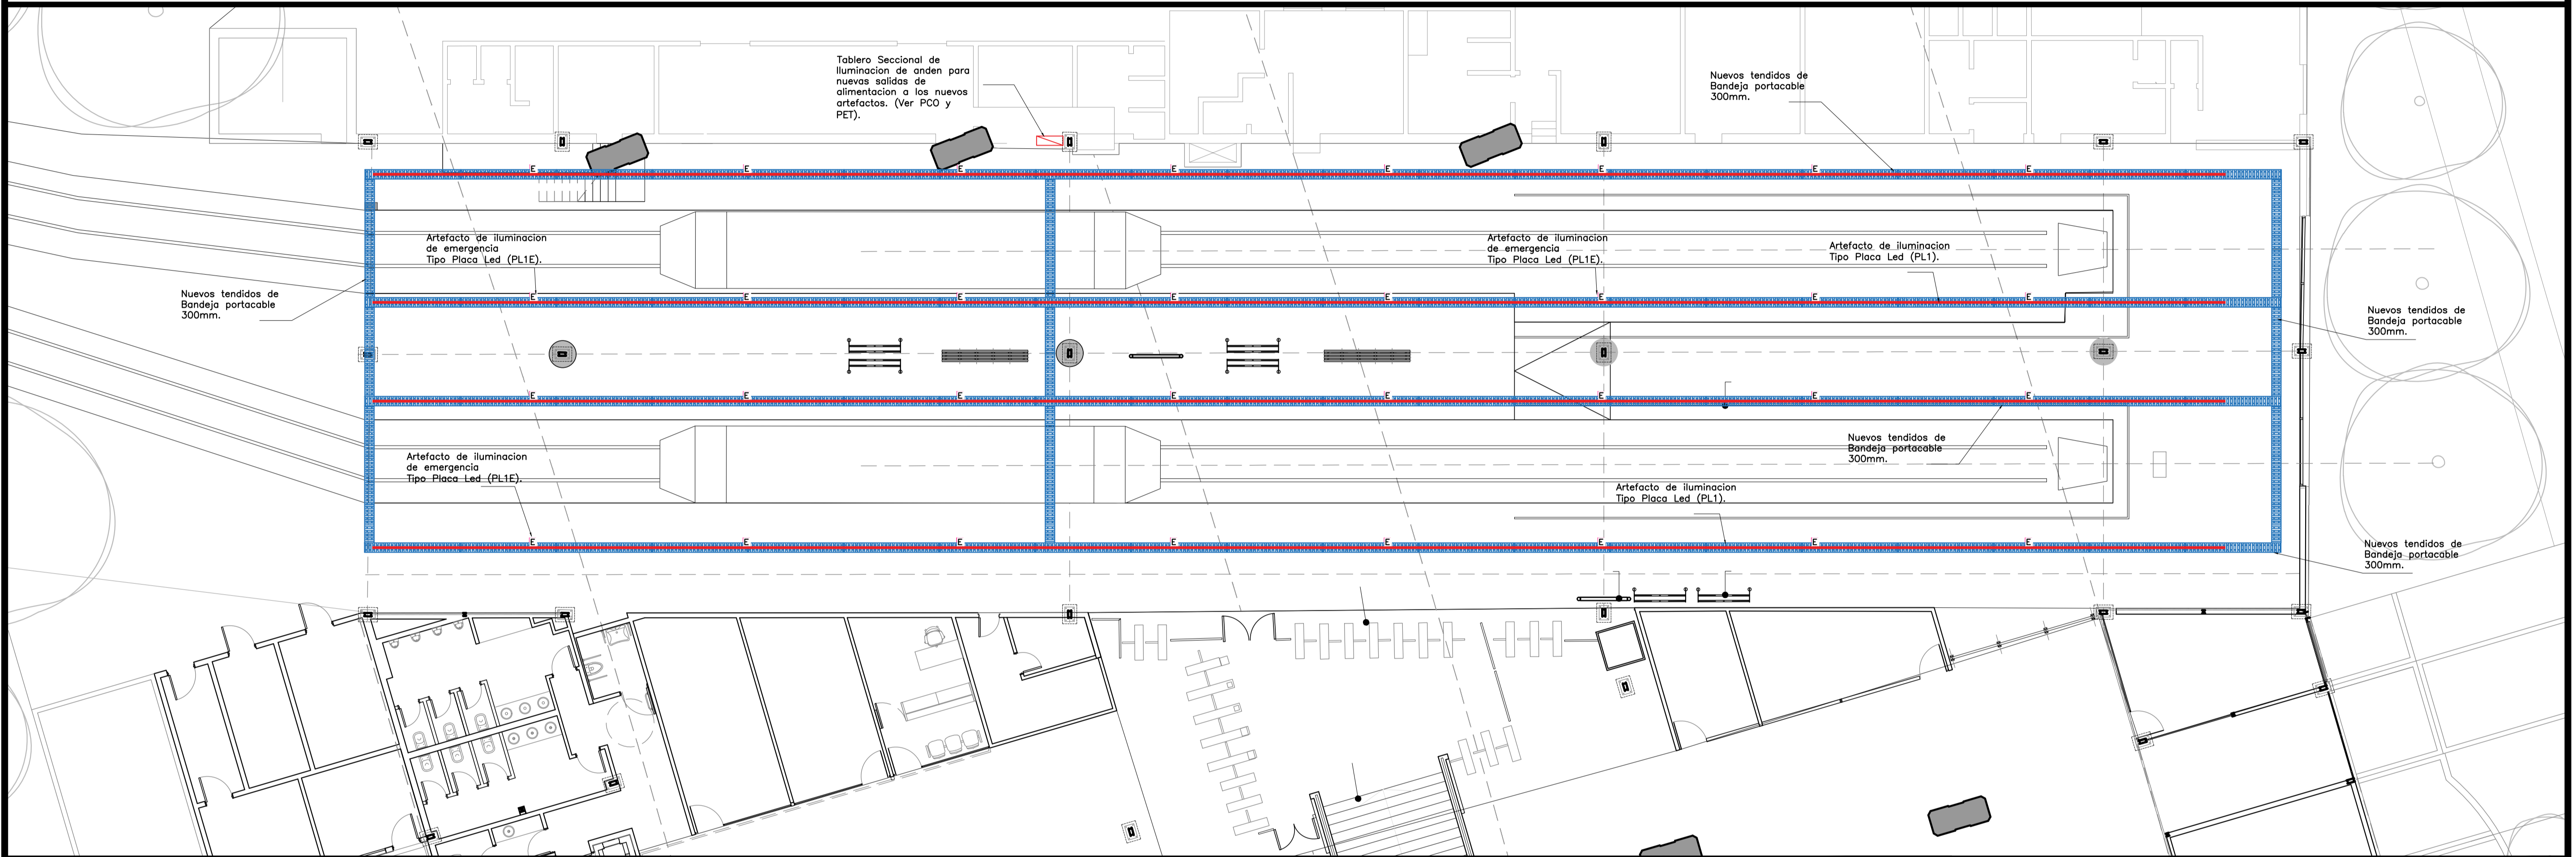 Tablero Seccional de
Iluminacion de anden para
nuevas salidas de
alimentacion a los nuevos
artefactos. (Ver PCO y
PET).
Nuevos tendidos de
Bandeja portacable
300mm.
E E E E E E E E
Artefacto de iluminacion
de emergencia
Tipo Placa Led (PL1E).
Artefacto de iluminacion
de emergencia
Tipo Placa Led (PL1E).
Artefacto de iluminacion
Tipo Placa Led (PL1).
Nuevos tendidos de
Bandeja portacable
300mm.
E E E E E E E E
Nuevos tendidos de
Bandeja portacable
300mm.
E E E E E E E E
Nuevos tendidos de
Bandeja portacable
300mm.
Artefacto de iluminacion
de emergencia
Tipo Placa Led (PL1E).
Artefacto de iluminacion
Tipo Placa Led (PL1).
E E E E E E E E
Nuevos tendidos de
Bandeja portacable
300mm.